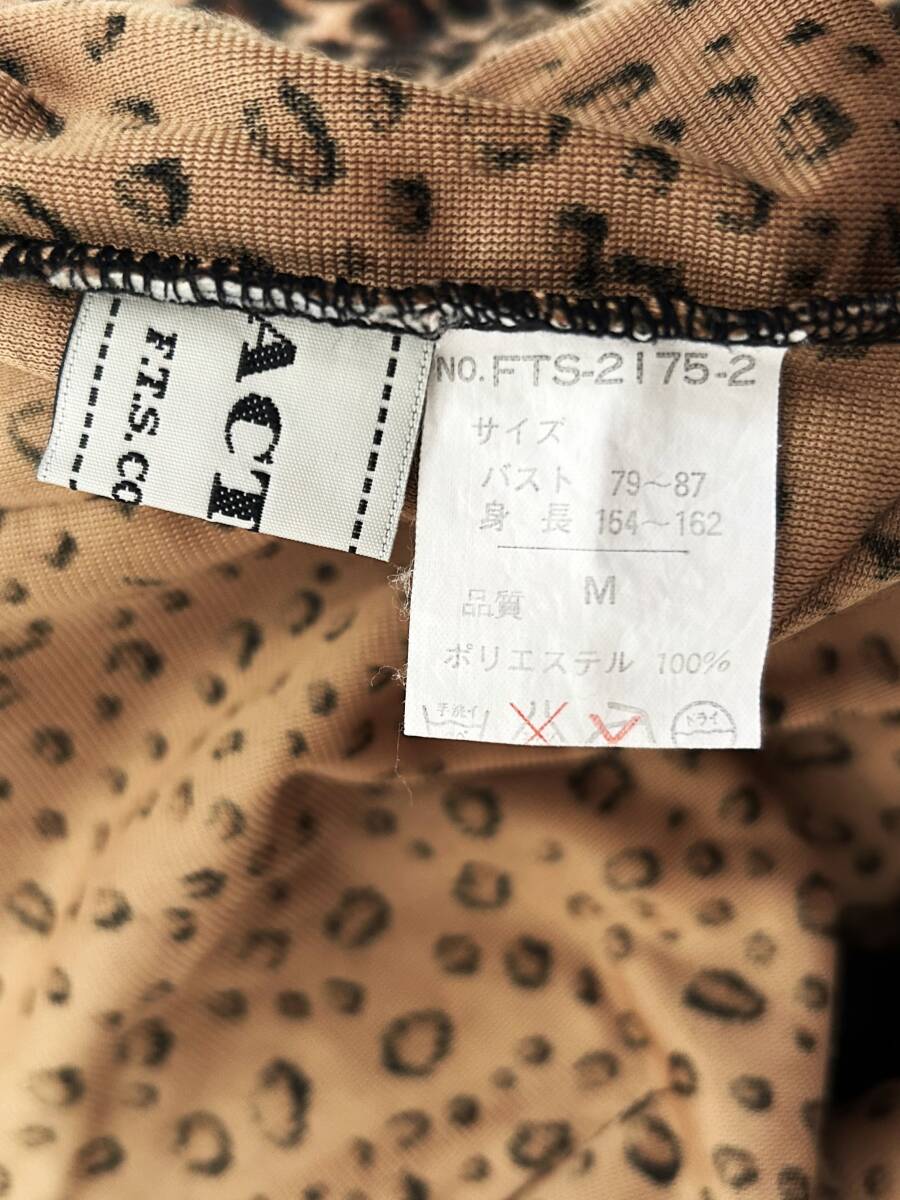 ACT
F.T.S.CO
NO. FTS-2175-2
サイズ
バスト 79～87
身 長 154～162
品質 M
ポリエステル 100%
手洗イ
ドライ